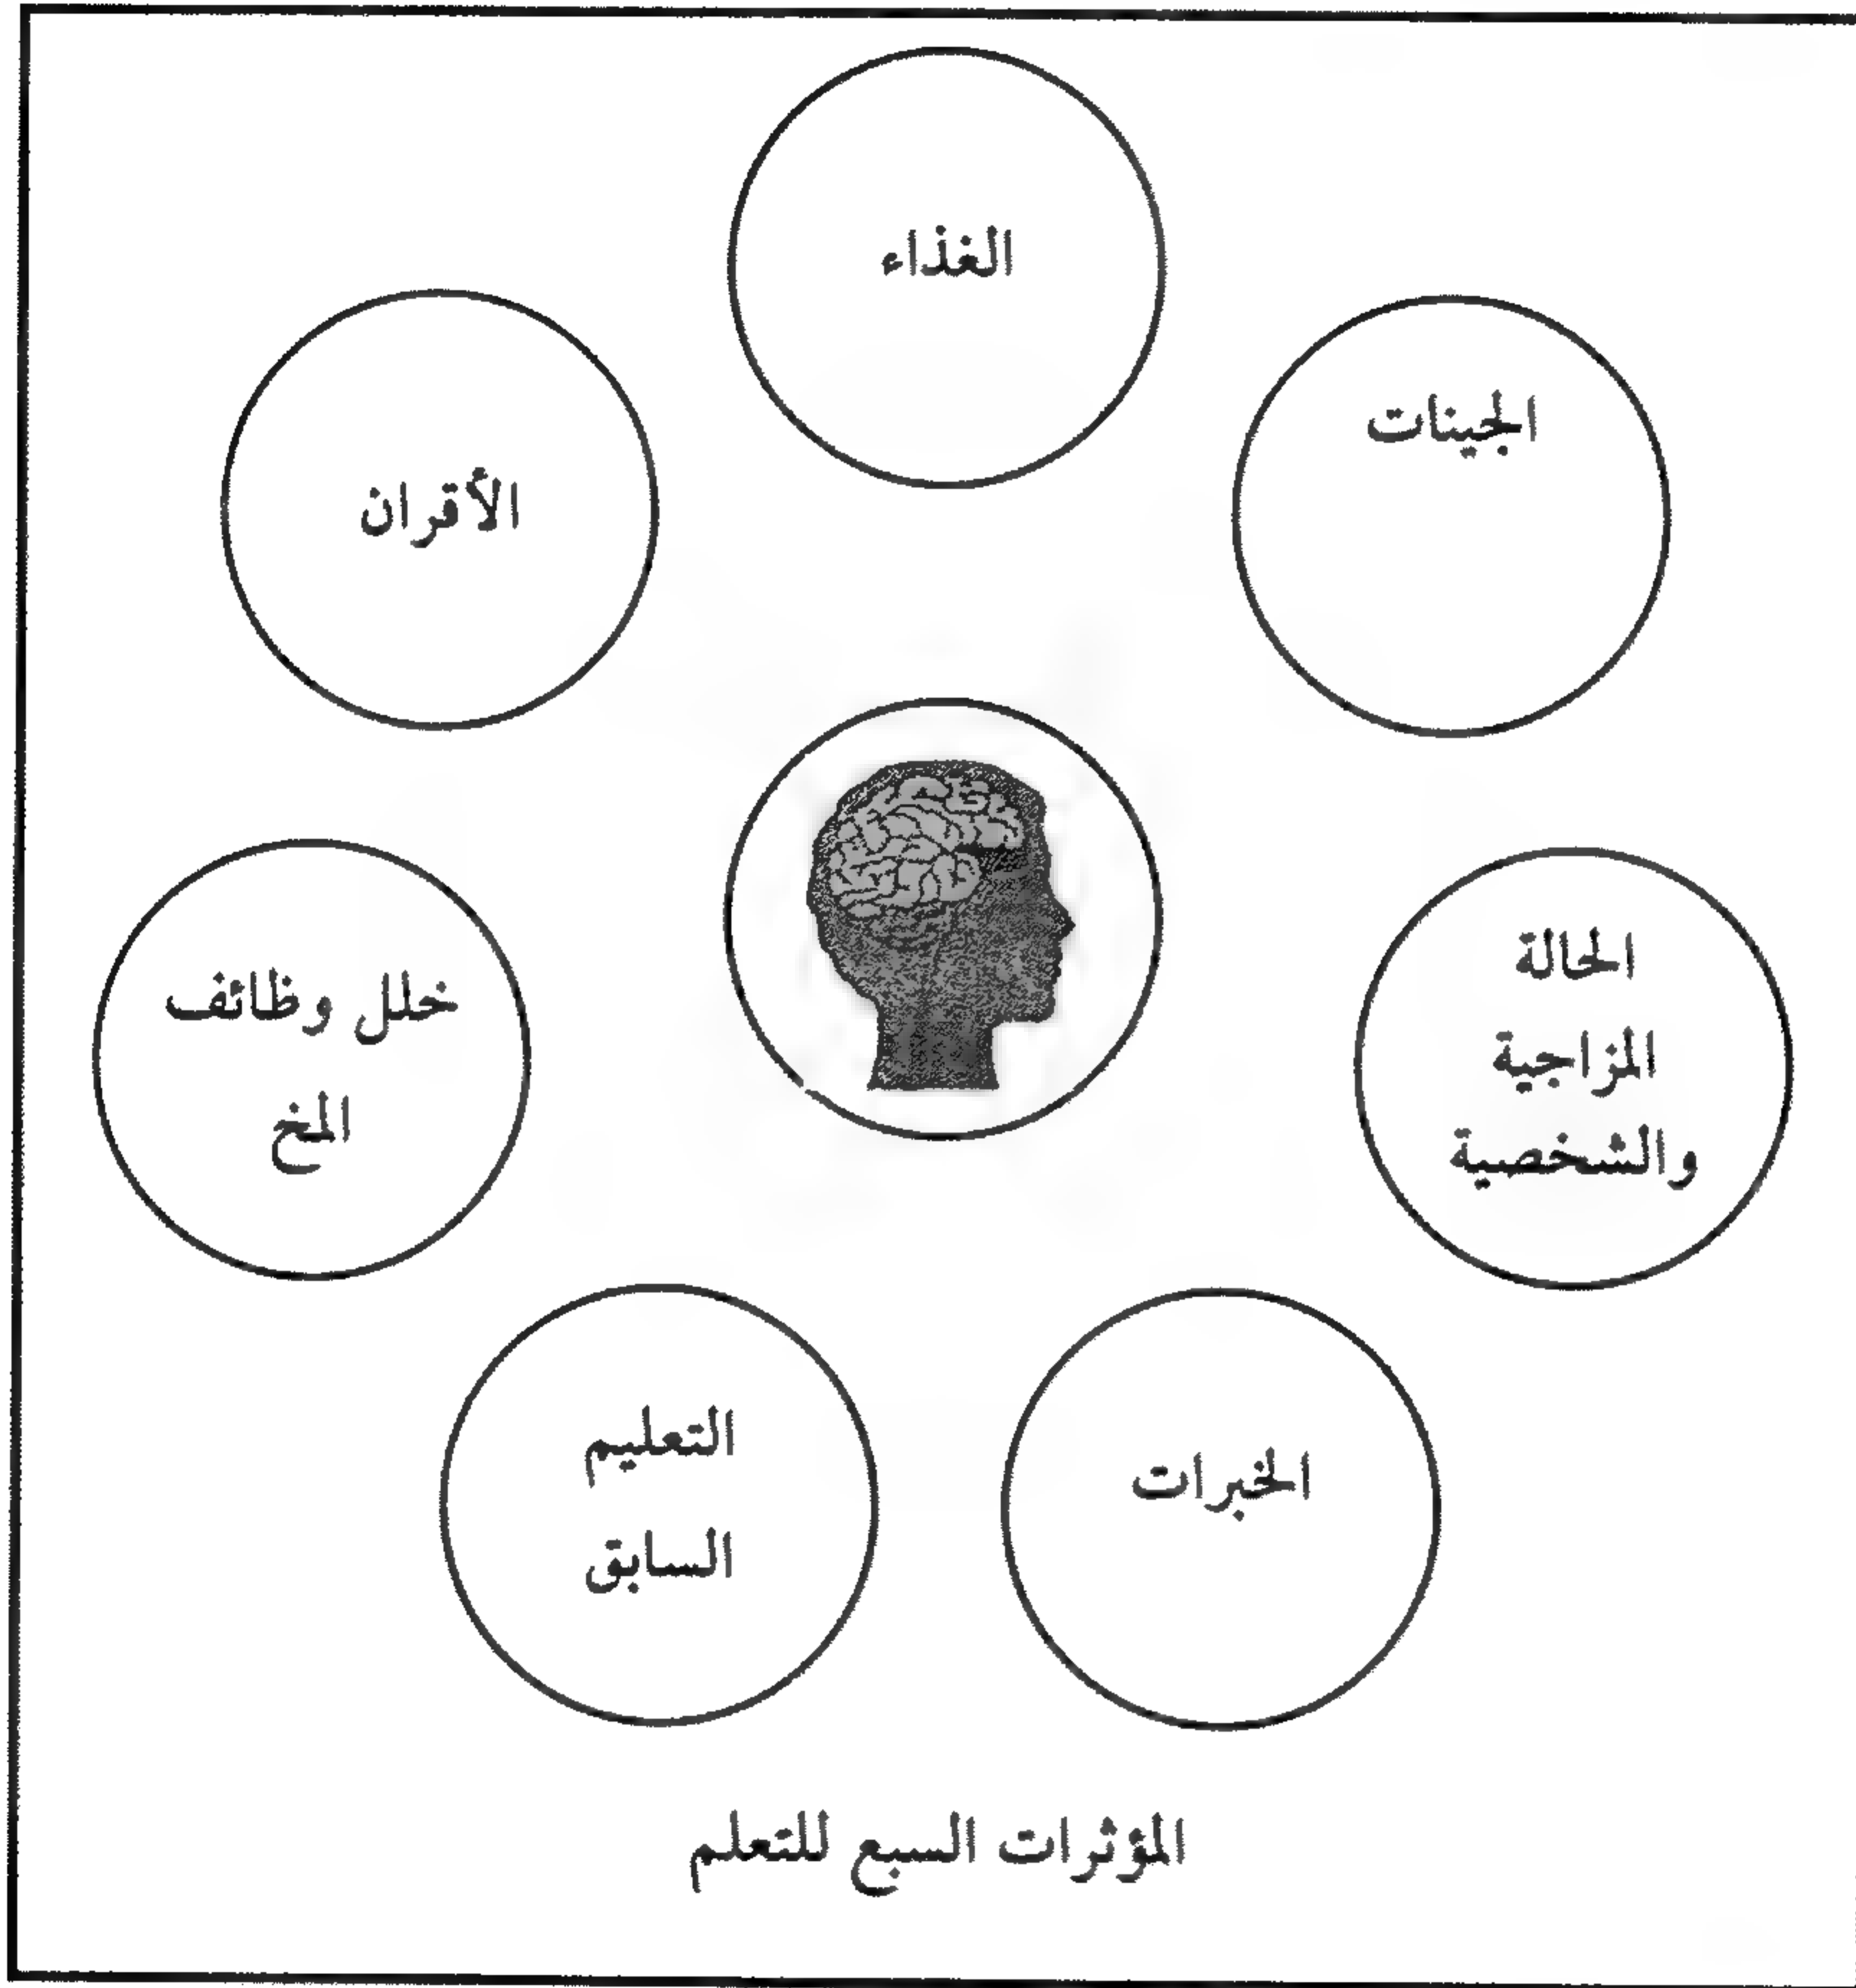 الغذاء
الجينات
الأقران
الحالة
المزاجية
والشخصية
خلل وظائف
المخ
الخبرات
التعليم
السابق
المؤثرات السبع للتعلم